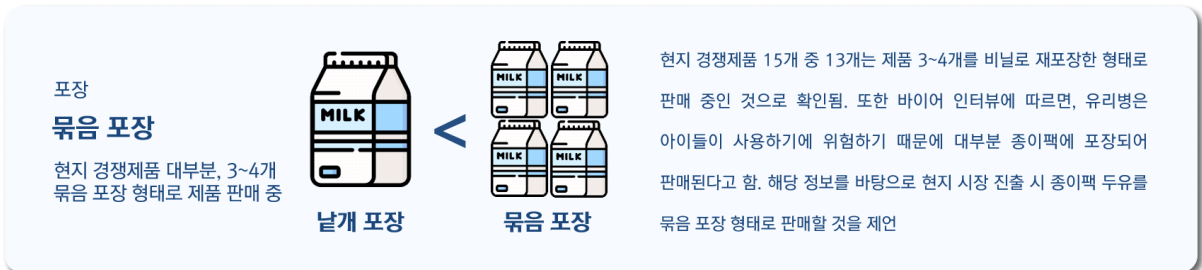 포장
묶음 포장
현지 경쟁제품 대부분, 3~4개
묶음 포장 형태로 제품 판매 중
MILK
낱개 포장
<
MILK
MILK
MILK
MILK
묶음 포장
현지 경쟁제품 15개 중 13개는 제품 3~4개를 비닐로 재포장한 형태로
판매 중인 것으로 확인됨. 또한 바이어 인터뷰에 따르면, 유리병은
아이들이 사용하기에 위험하기 때문에 대부분 종이팩에 포장되어
판매된다고 함. 해당 정보를 바탕으로 현지 시장 진출 시 종이팩 두유를
묶음 포장 형태로 판매할 것을 제언